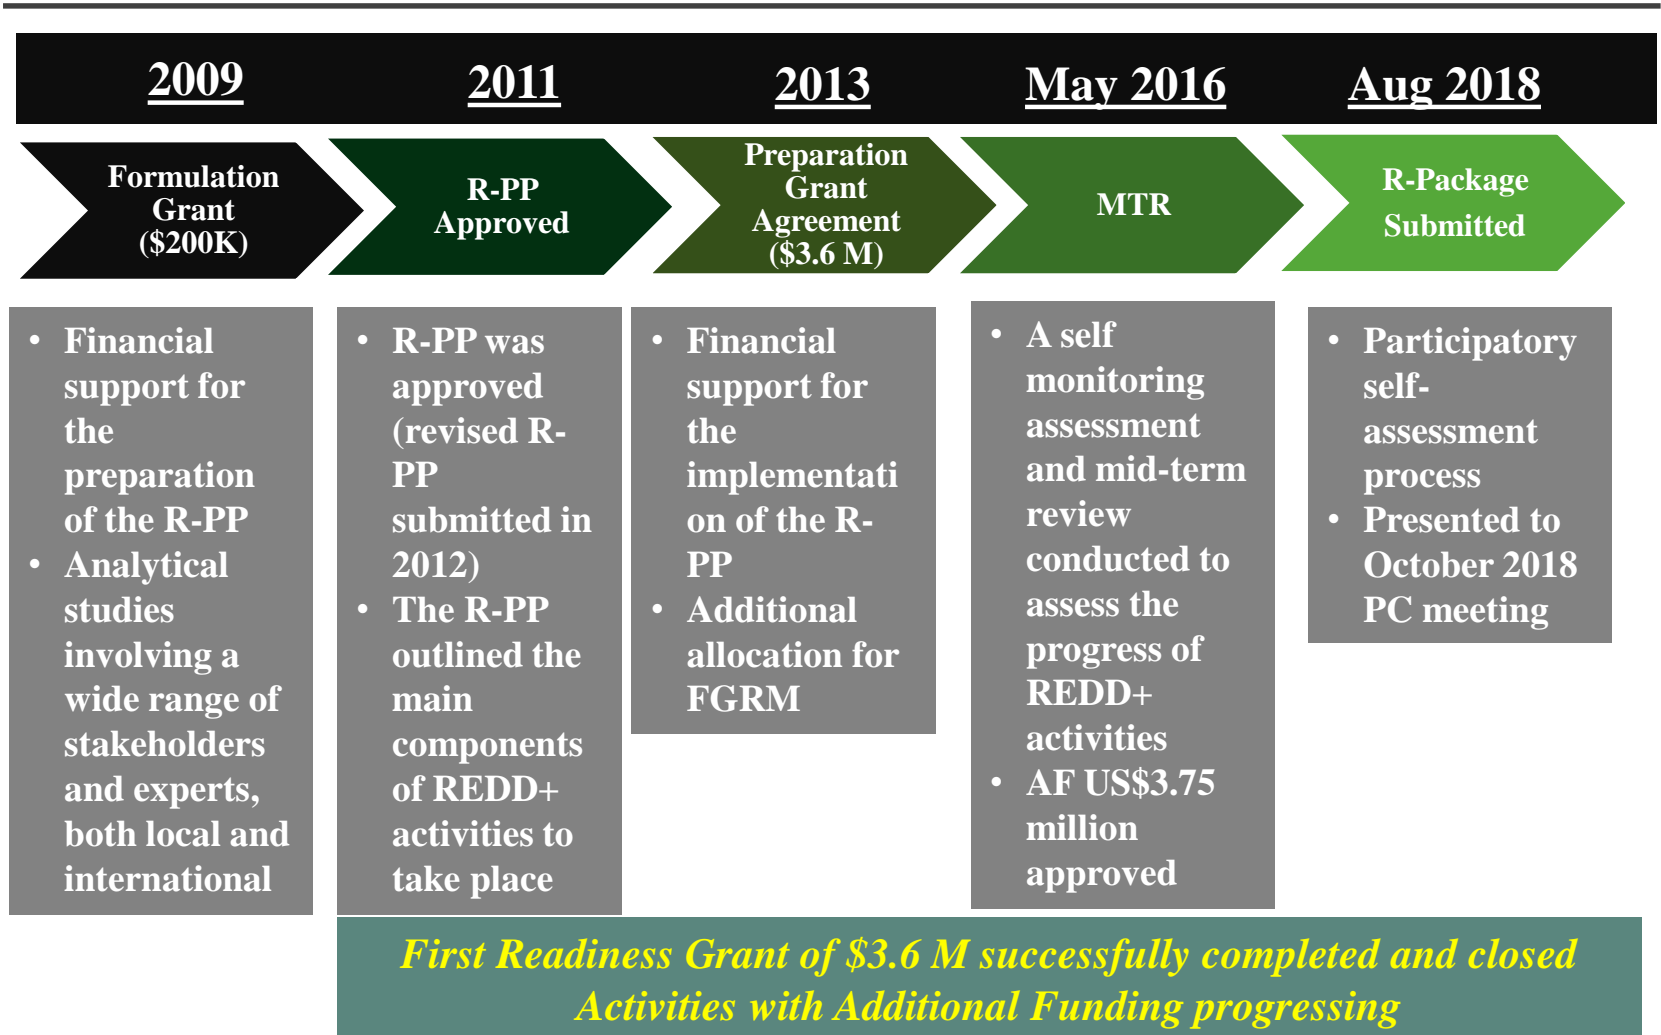 2009
2011
2013
May 2016
Aug 2018
Formulation
Grant
($200K)
R-PP
Approved
Preparation
Grant
Agreement
($3.6 M)
MTR
R-Package
Submitted
• Financial
support for
the
preparation
of the R-PP
• Analytical
studies
involving a
wide range of
stakeholders
and experts,
both local and
international
• R-PP was
approved
(revised R-
PP
submitted in
2012)
• The R-PP
outlined the
main
components
of REDD+
activities to
take place
• Financial
support for
the
implementati
on of the R-
PP
• Additional
allocation for
FGRM
• A self
monitoring
assessment
and mid-term
review
conducted to
assess the
progress of
REDD+
activities
• AF US$3.75
million
approved
• Participatory
self-
assessment
process
• Presented to
October 2018
PC meeting
First Readiness Grant of $3.6 M successfully completed and closed
Activities with Additional Funding progressing